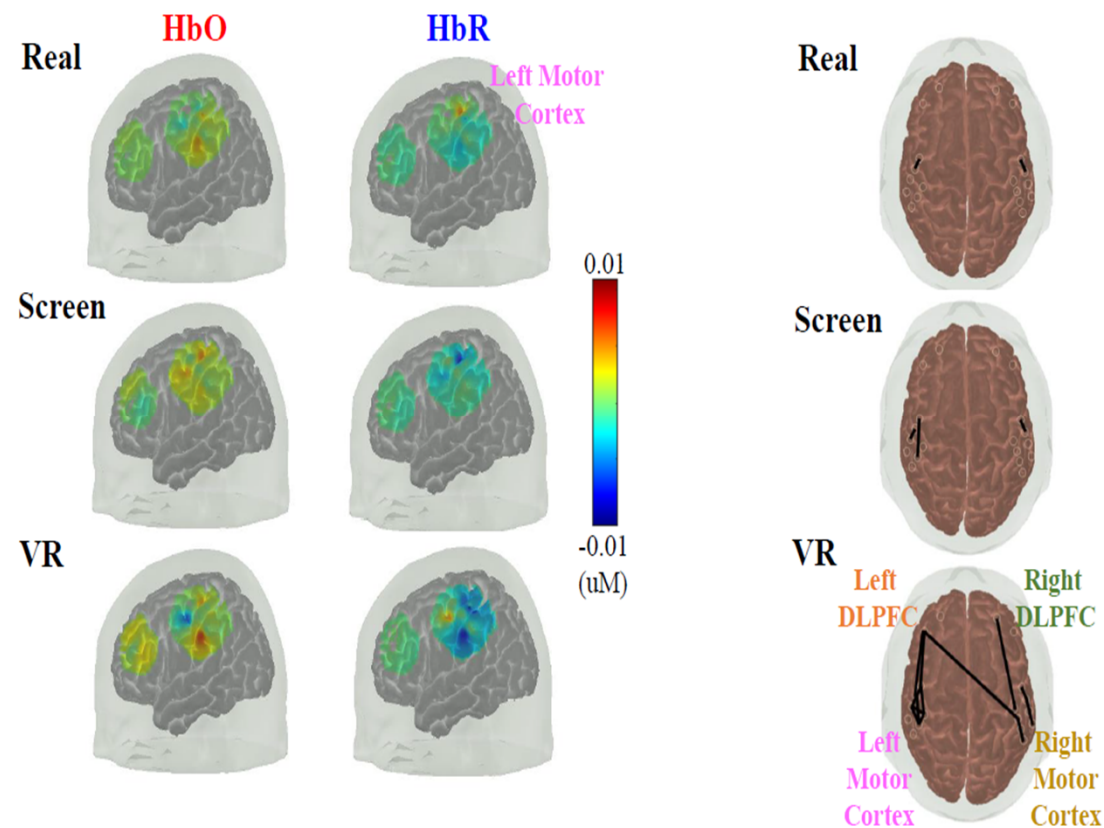 HbO
HbR
Real
Left Motor
Cortex
Real
0.01
Screen
Screen
-0.01
(uM)
VR
VR
Left
DLPFC
Right
DLPFC
Left
Motor
Cortex
Right
Motor
Cortex